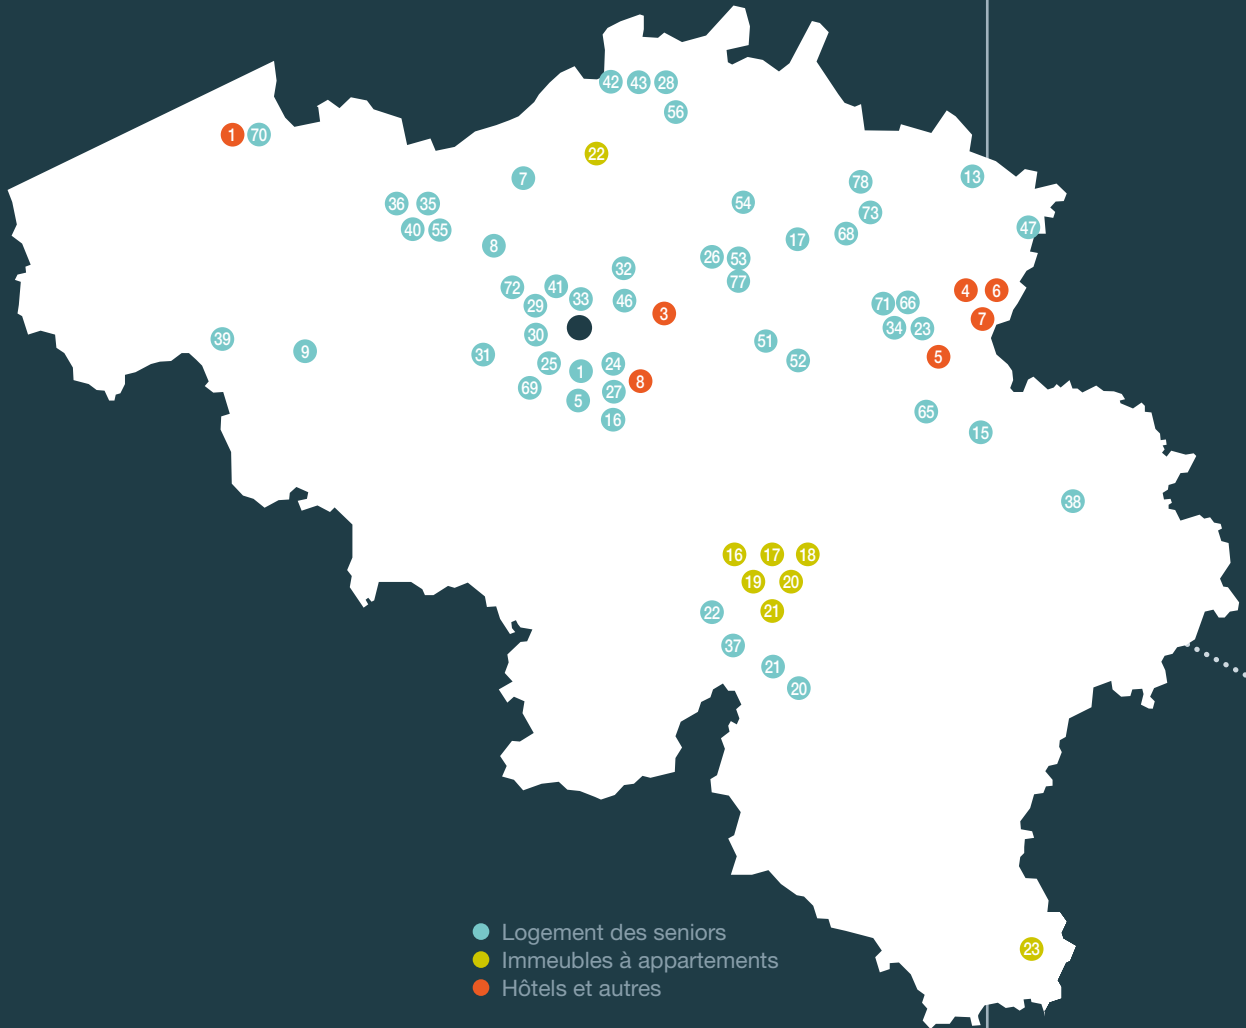 42 43 28
56
1 70
22
7
78 13
36 35 54
73
40 55 47
68
8 17
26 53
32
77
72 41 4 6
33 46 71 66
29
3 7
34 23
30
39 51
9 31 5
25 24 52
1
8
69 27
5
65
16
15
38
16 17 18
19 20
22 21
37
21
20
Logement des seniors
23
Immeubles à appartements
Hôtels et autres